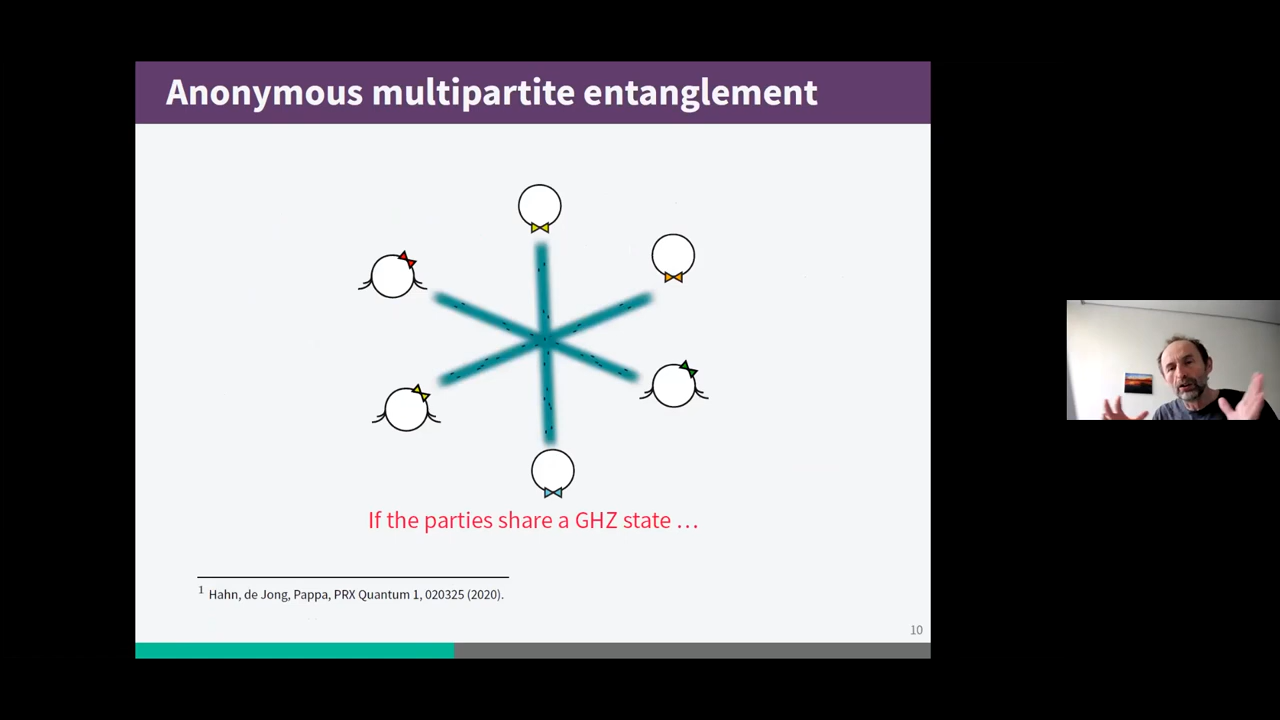 Anonymous multipartite entanglement
If the parties share a GHZ state …
1 Hahn, de Jong, Pappa, PRX Quantum 1, 020325 (2020).
10